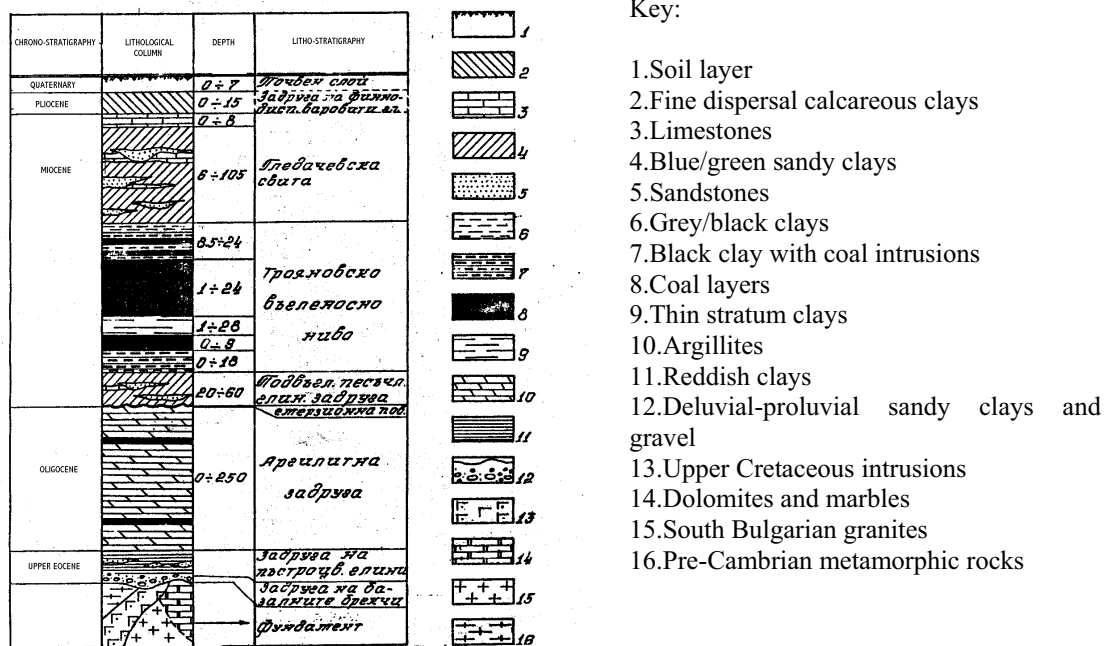 Key:
CHRONO-STRATIGRAPHY
LITHOLOGICAL
COLUMN
DEPTH
LITHO-STRATIGRAPHY
QUATERNARY
0÷7
Почвен слой
PLIOCENE
0÷15
Задруга на финно-
дисп. варовити гл.
MIOCENE
0÷8
6÷105
Гледачевска
свита
8.5÷24
1÷24
1÷28
0÷9
0÷18
Трояновско
въгленосно
ниво
20÷60
Подвъгл. песъчл.
глин. задруга
OLIGOCENE
0÷250
Аргилитна
задруга
UPPER EOCENE
Задруга на
пъстроцв. глини
Задруга на ба-
залните брекчи
фундамент
1
2
3
4
5
6
7
8
9
10
11
12
13
14
15
16
1.Soil layer
2.Fine dispersal calcareous clays
3.Limestones
4.Blue/green sandy clays
5.Sandstones
6.Grey/black clays
7.Black clay with coal intrusions
8.Coal layers
9.Thin stratum clays
10.Argillites
11.Reddish clays
12.Deluvial-proluvial sandy clays and
gravel
13.Upper Cretaceous intrusions
14.Dolomites and marbles
15.South Bulgarian granites
16.Pre-Cambrian metamorphic rocks